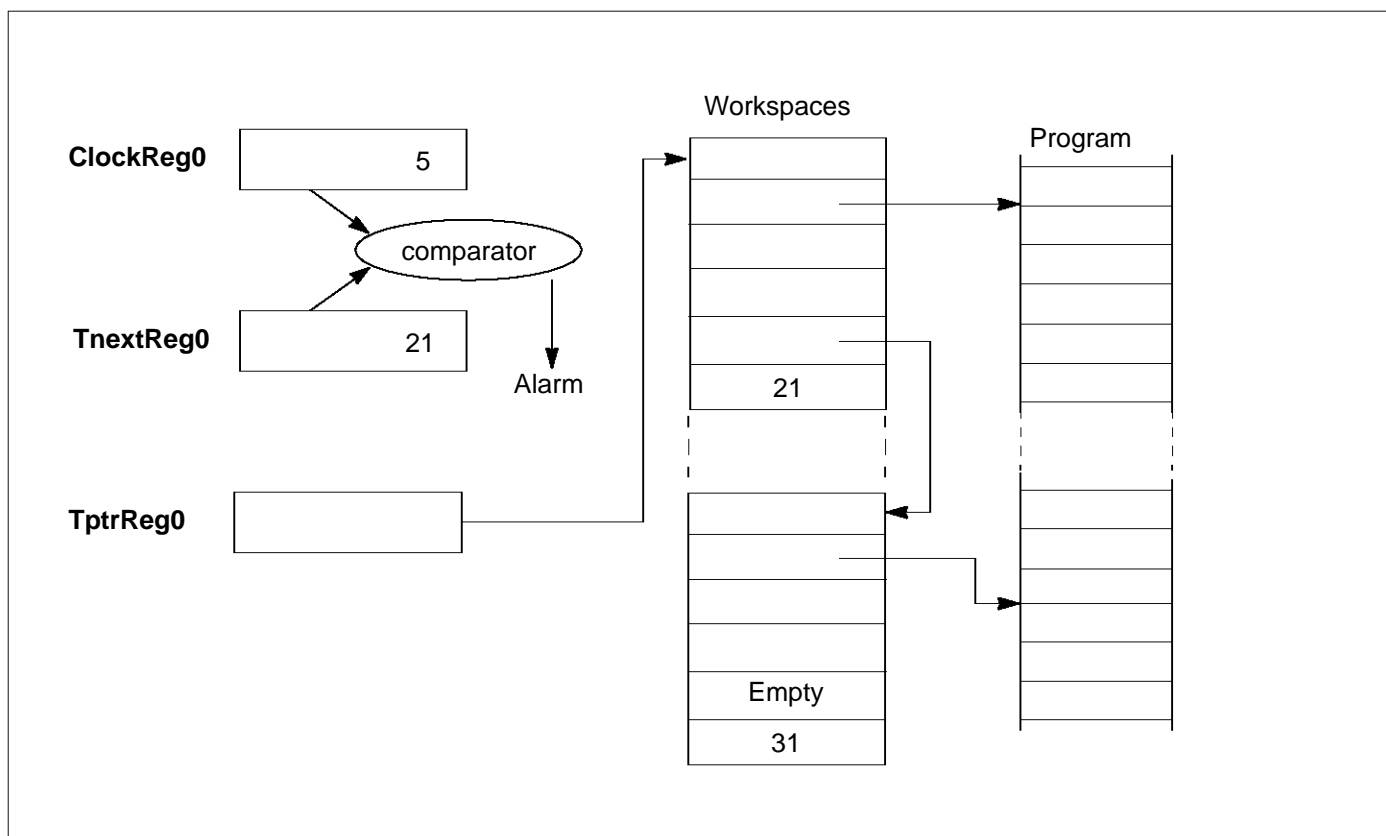 Workspaces
Program
ClockReg0
5
comparator
TnextReg0
21
Alarm
21
TptrReg0
Empty
31